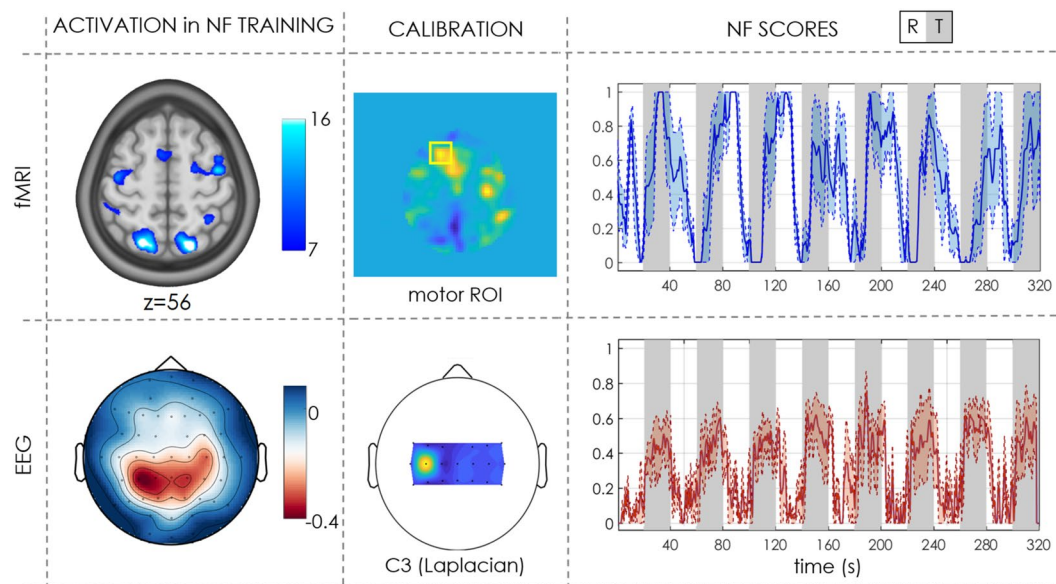 ACTIVATION in NF TRAINING
CALIBRATION
NF SCORES
R T
fMRI
16
7
z=56
motor ROI
1
0.8
0.6
0.4
0.2
0
40 80 120 160 200 240 280 320
EEG
0
-0.4
C3 (Laplacian)
1
0.8
0.6
0.4
0.2
0
40 80 120 160 200 240 280 320
time (s)